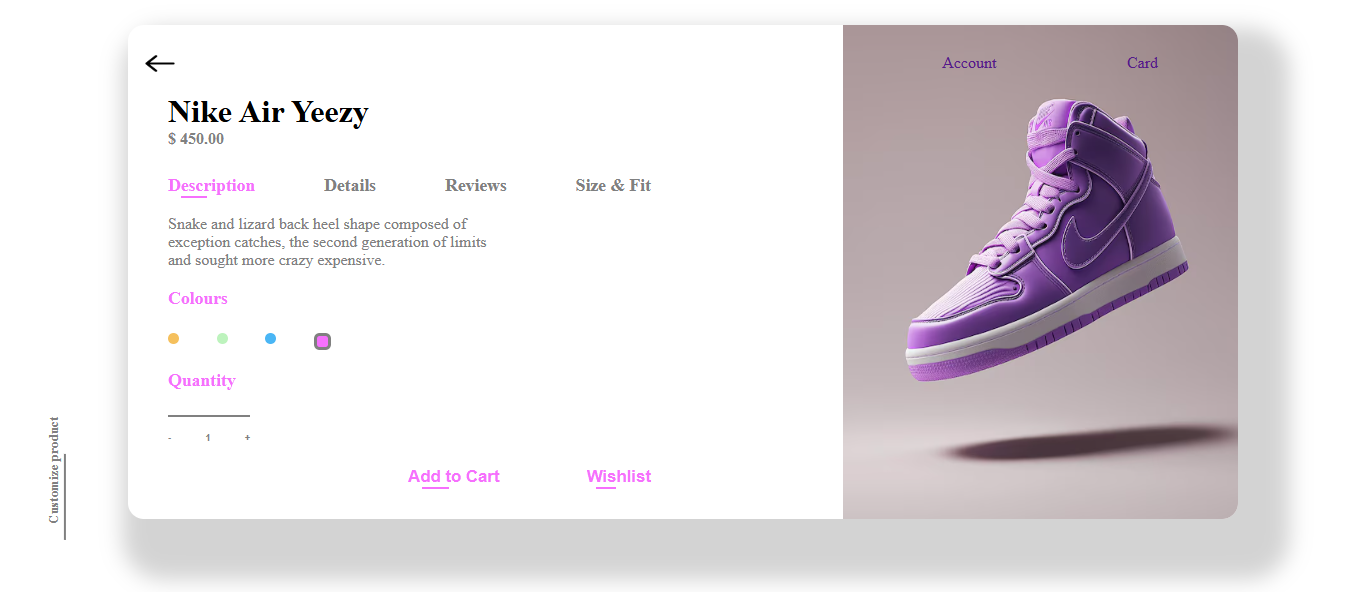 Account
Card
Nike Air Yeezy
$ 450.00
Description
Details
Reviews
Size & Fit
Snake and lizard back heel shape composed of
exception catches, the second generation of limits
and sought more crazy expensive.
Colours
Quantity
- 1 +
Customize product
Add to Cart
Wishlist